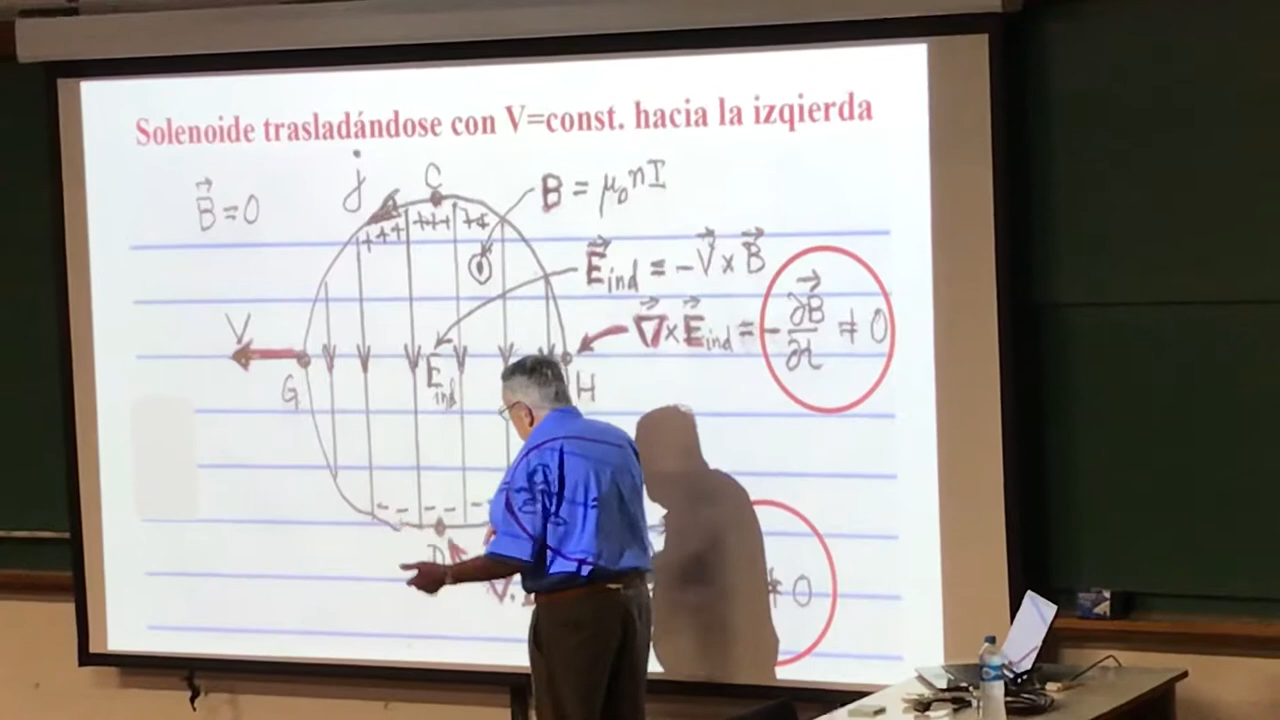 Solenoide trasladándose con V=const. hacia la izqierda
B⃗ = 0
j
C
B = μ₀nI
+++ +++ ++
E⃗ind = -V⃗ x B⃗
∇⃗ x E⃗ind = - ∂B⃗/∂t ≠ 0
V
G
E ind
H
- - - - -
D
∇.
≠ 0